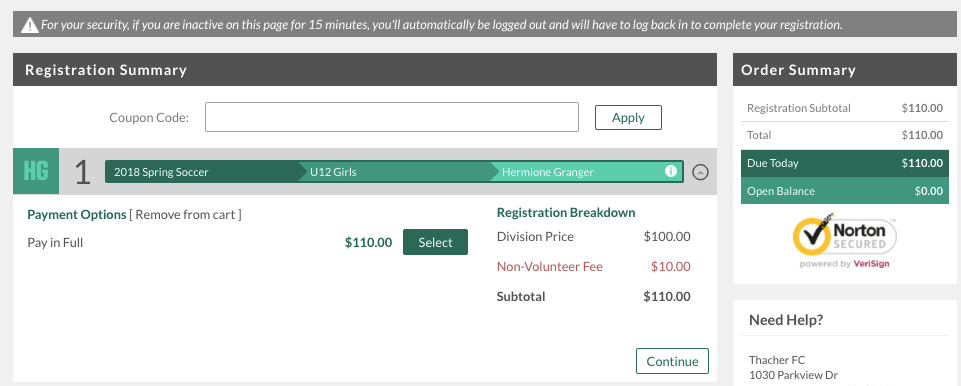 For your security, if you are inactive on this page for 15 minutes, you'll automatically be logged out and will have to log back in to complete your registration.
Registration Summary
Coupon Code:
Apply
HG
1
2018 Spring Soccer
U12 Girls
Hermione Granger
Payment Options [ Remove from cart ]
Pay in Full $110.00 Select
Registration Breakdown
Division Price $100.00
Non-Volunteer Fee $10.00
Subtotal $110.00
Continue
Order Summary
Registration Subtotal $110.00
Total $110.00
Due Today $110.00
Open Balance $0.00
Norton
SECURED
powered by VeriSign
Need Help?
Thacher FC
1030 Parkview Dr